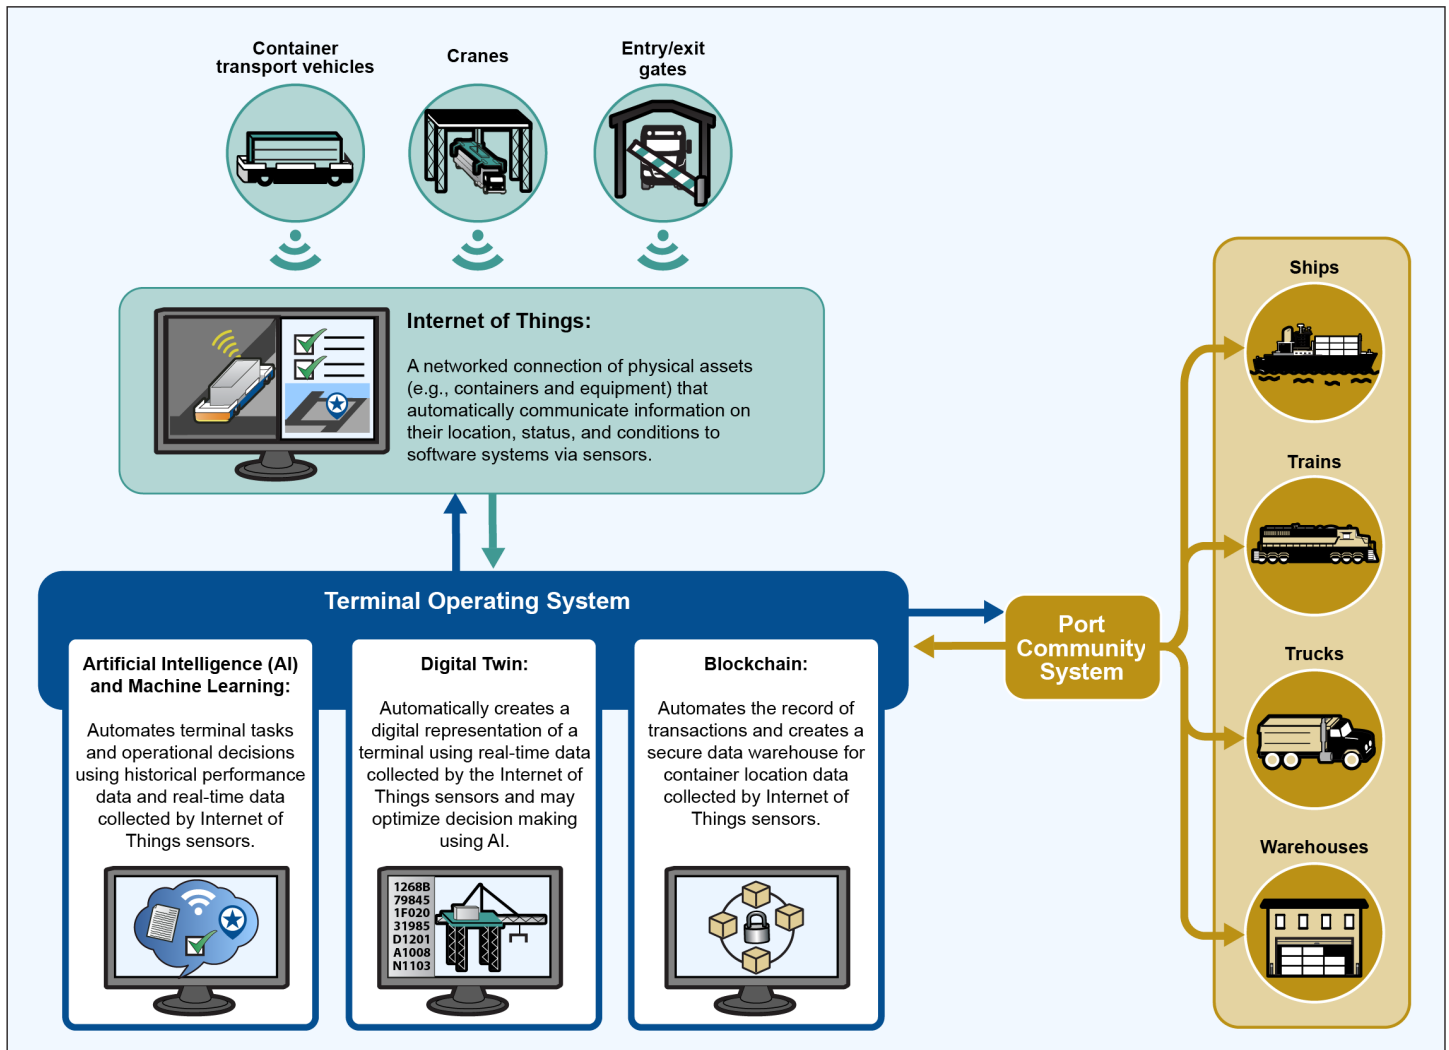 Container
transport vehicles
Cranes
Entry/exit
gates
Internet of Things:
A networked connection of physical assets
(e.g., containers and equipment) that
automatically communicate information on
their location, status, and conditions to
software systems via sensors.
Terminal Operating System
Artificial Intelligence (AI)
and Machine Learning:
Automates terminal tasks
and operational decisions
using historical performance
data and real-time data
collected by Internet of
Things sensors.
Digital Twin:
Automatically creates a
digital representation of a
terminal using real-time data
collected by the Internet of
Things sensors and may
optimize decision making
using AI.
1268B
79845
1F020
31985
D1201
A1008
N1103
Blockchain:
Automates the record of
transactions and creates a
secure data warehouse for
container location data
collected by Internet of
Things sensors.
Port
Community
System
Ships
Trains
Trucks
Warehouses